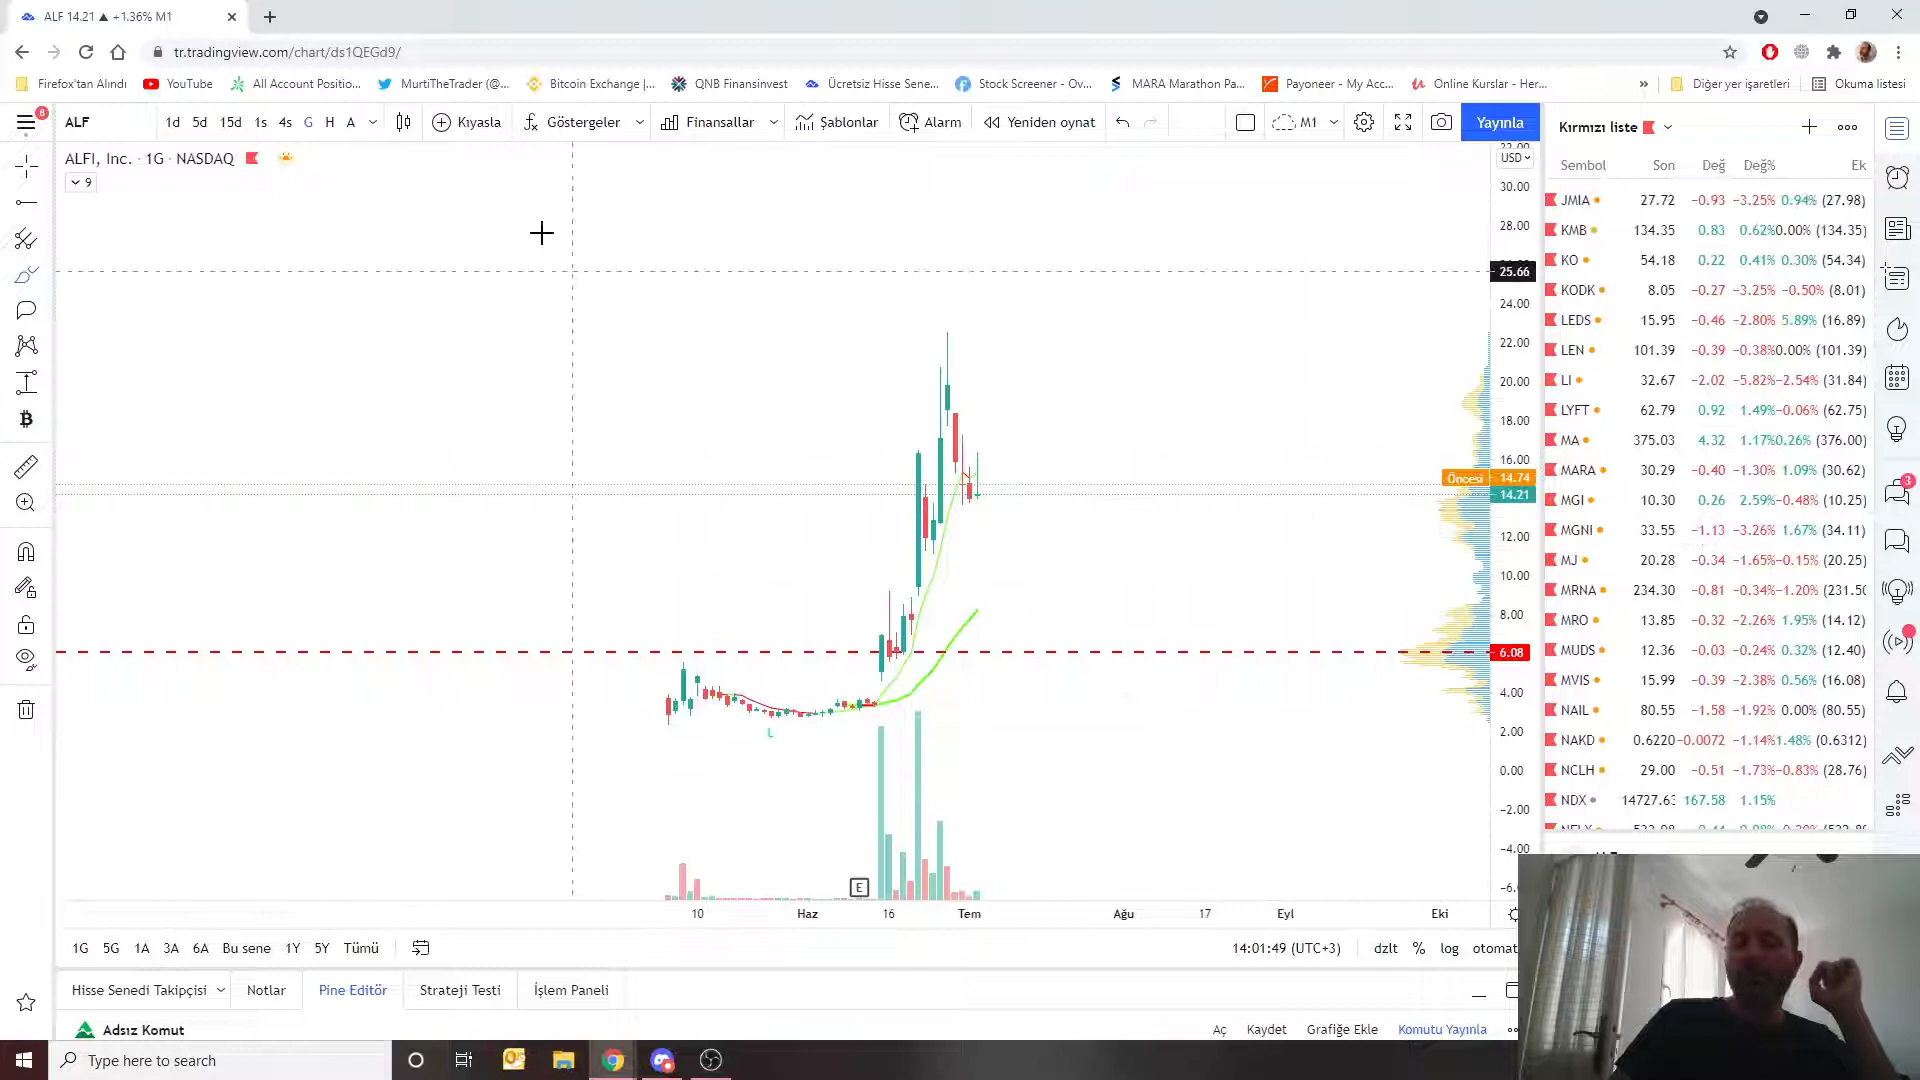 ALF 14.21 ▲ +1.36% M1
tr.tradingview.com/chart/ds1QEGd9/
Firefox'tan Alındı YouTube All Account Positio... MurtiTheTrader (@... Bitcoin Exchange |... QNB Finansinvest Ücretsiz Hisse Sene... Stock Screener - Ov... MARA Marathon Pa... Payoneer - My Acc... Online Kurslar - Her... » Diğer yer işaretleri Okuma listesi
8
ALF 1d 5d 15d 1s 4s G H A Kıyasla Göstergeler Finansallar Şablonlar Alarm Yeniden oynat M1 Yayınla
Kırmızı liste
ALFI, Inc. · 1G · NASDAQ
9
USD
Sembol Son Değ Değ% Ek
30.00
28.00
25.66
24.00
22.00
20.00
18.00
16.00
Öncesi 14.74
14.21
12.00
10.00
8.00
6.08
4.00
2.00
0.00
−2.00
−4.00
JMIA 27.72 −0.93 −3.25% 0.94% (27.98)
KMB 134.35 0.83 0.62% 0.00% (134.35)
KO 54.18 0.22 0.41% 0.30% (54.34)
KODK 8.05 −0.27 −3.25% −0.50% (8.01)
LEDS 15.95 −0.46 −2.80% 5.89% (16.89)
LEN 101.39 −0.39 −0.38% 0.00% (101.39)
LI 32.67 −2.02 −5.82% −2.54% (31.84)
LYFT 62.79 0.92 1.49% −0.06% (62.75)
MA 375.03 4.32 1.17% 0.26% (376.00)
MARA 30.29 −0.40 −1.30% 1.09% (30.62)
MGI 10.30 0.26 2.59% −0.48% (10.25)
MGNI 33.55 −1.13 −3.26% 1.67% (34.11)
MJ 20.28 −0.34 −1.65% −0.15% (20.25)
MRNA 234.30 −0.81 −0.34% −1.20% (231.50
MRO 13.85 −0.32 −2.26% 1.95% (14.12)
MUDS 12.36 −0.03 −0.24% 0.32% (12.40)
MVIS 15.99 −0.39 −2.38% 0.56% (16.08)
NAIL 80.55 −1.58 −1.92% 0.00% (80.55)
NAKD 0.6220 −0.0072 −1.14% 1.48% (0.6312)
NCLH 29.00 −0.51 −1.73% −0.83% (28.76)
NDX 14727.63 167.58 1.15%
3
L
E
10 Haz 16 Tem Ağu 17 Eyl Eki
1G 5G 1A 3A 6A Bu sene 1Y 5Y Tümü 14:01:49 (UTC+3) dzlt % log otomat
Hisse Senedi Takipçisi Notlar Pine Editör Strateji Testi İşlem Paneli
Adsız Komut Aç Kaydet Grafiğe Ekle Komutu Yayınla
Type here to search